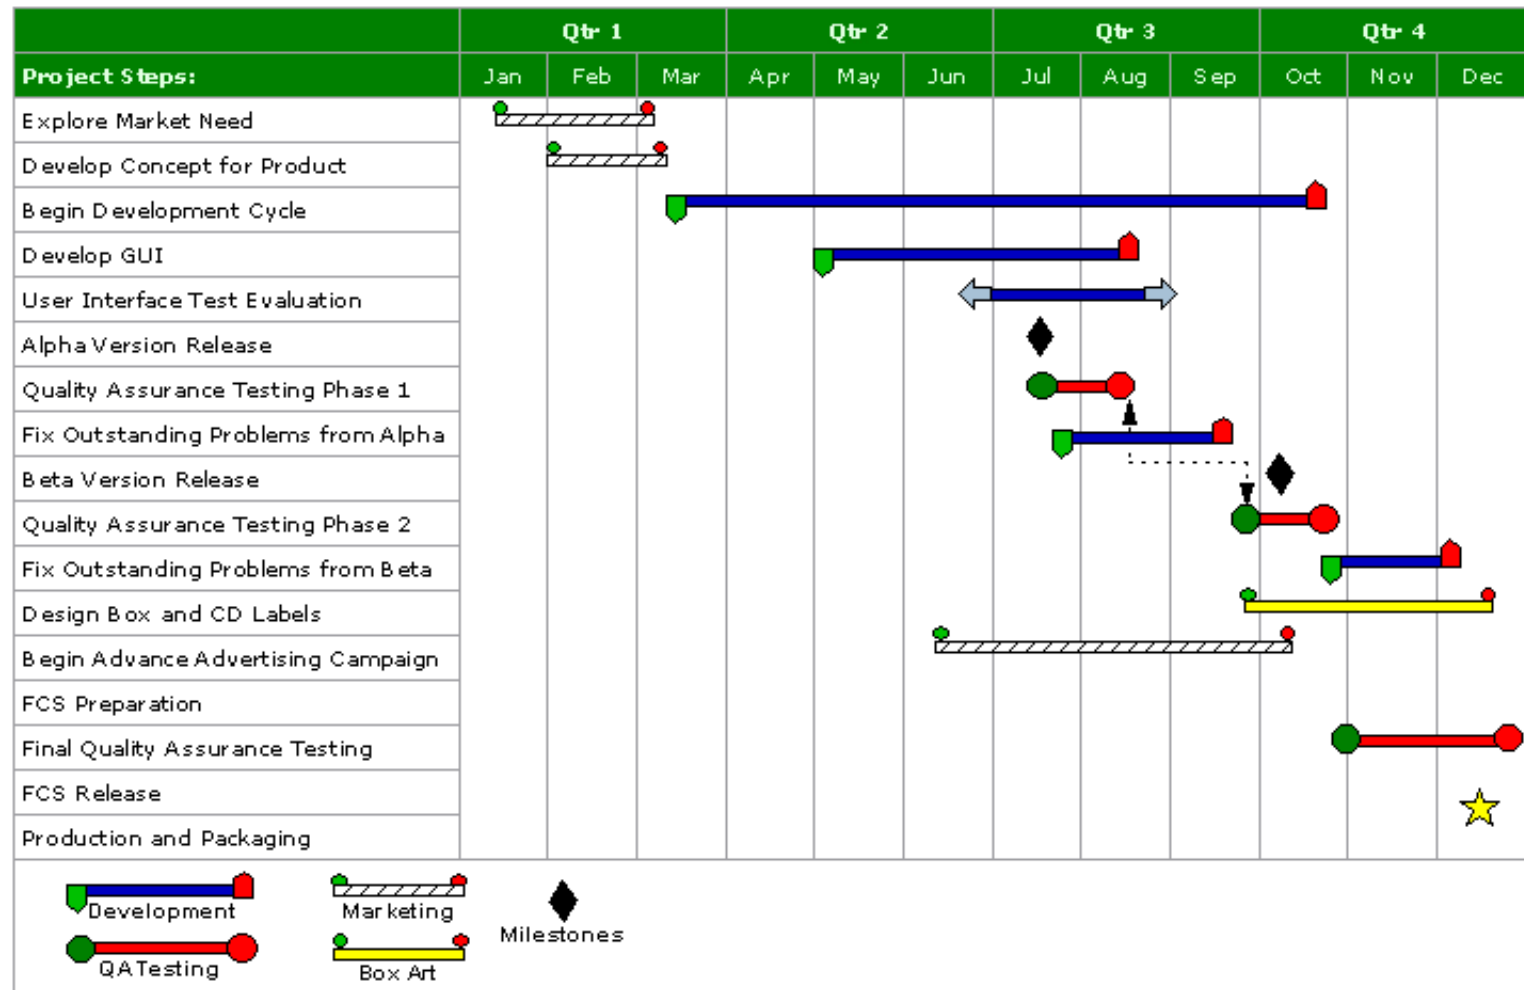 Qtr 1 Qtr 2 Qtr 3 Qtr 4
Project Steps: Jan Feb Mar Apr May Jun Jul Aug Sep Oct Nov Dec
Explore Market Need
Develop Concept for Product
Begin Development Cycle
Develop GUI
User Interface Test Evaluation
Alpha Version Release
Quality Assurance Testing Phase 1
Fix Outstanding Problems from Alpha
Beta Version Release
Quality Assurance Testing Phase 2
Fix Outstanding Problems from Beta
Design Box and CD Labels
Begin Advance Advertising Campaign
FCS Preparation
Final Quality Assurance Testing
FCS Release
Production and Packaging
Development Marketing
Milestones
QA Testing Box Art